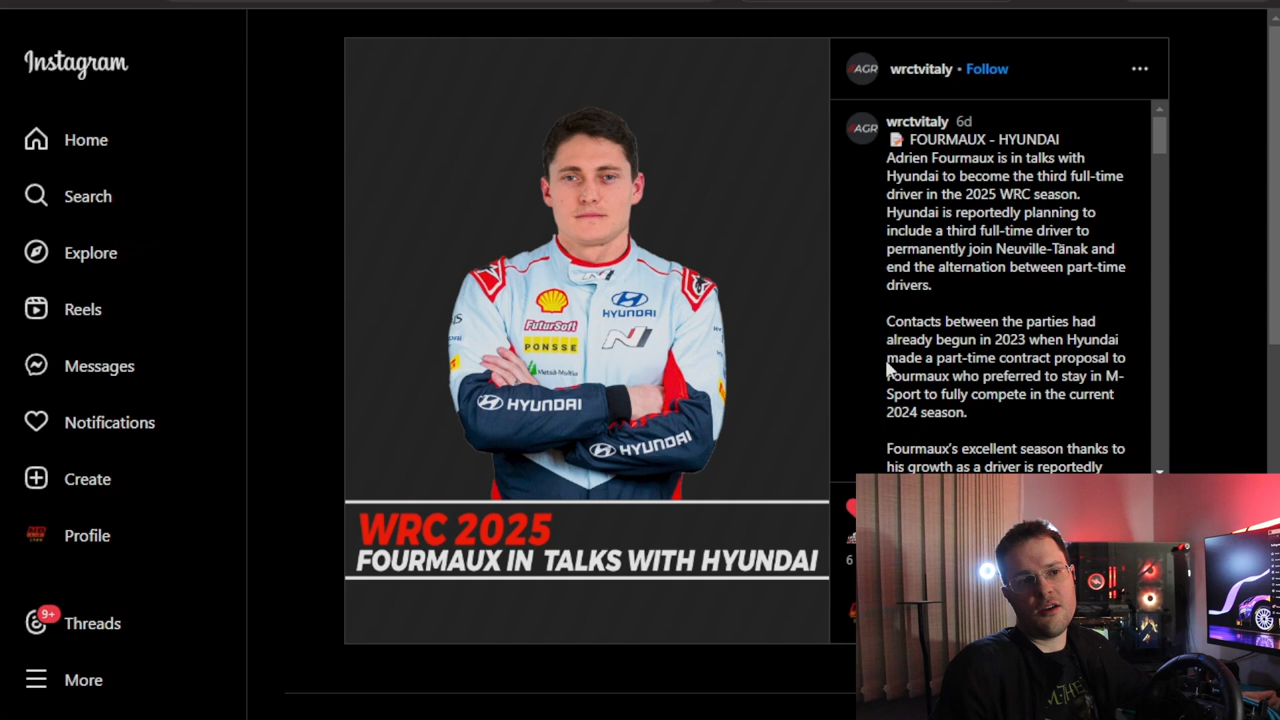 Instagram
Home
Search
Explore
Reels
Messages
Notifications
Create
Profile
9+
Threads
More
SHELL
HYUNDAI
FuturSoft
N
PONSSE
Metsä-Multia
HYUNDAI
HYUNDAI
WRC 2025
FOURMAUX IN TALKS WITH HYUNDAI
AGR
wrctvitaly • Follow
AGR
wrctvitaly 6d
FOURMAUX - HYUNDAI
Adrien Fourmaux is in talks with
Hyundai to become the third full-time
driver in the 2025 WRC season.
Hyundai is reportedly planning to
include a third full-time driver to
permanently join Neuville-Tänak and
end the alternation between part-time
drivers.
Contacts between the parties had
already begun in 2023 when Hyundai
made a part-time contract proposal to
Fourmaux who preferred to stay in M-
Sport to fully compete in the current
2024 season.
Fourmaux's excellent season thanks to
his growth as a driver is reportedly
6